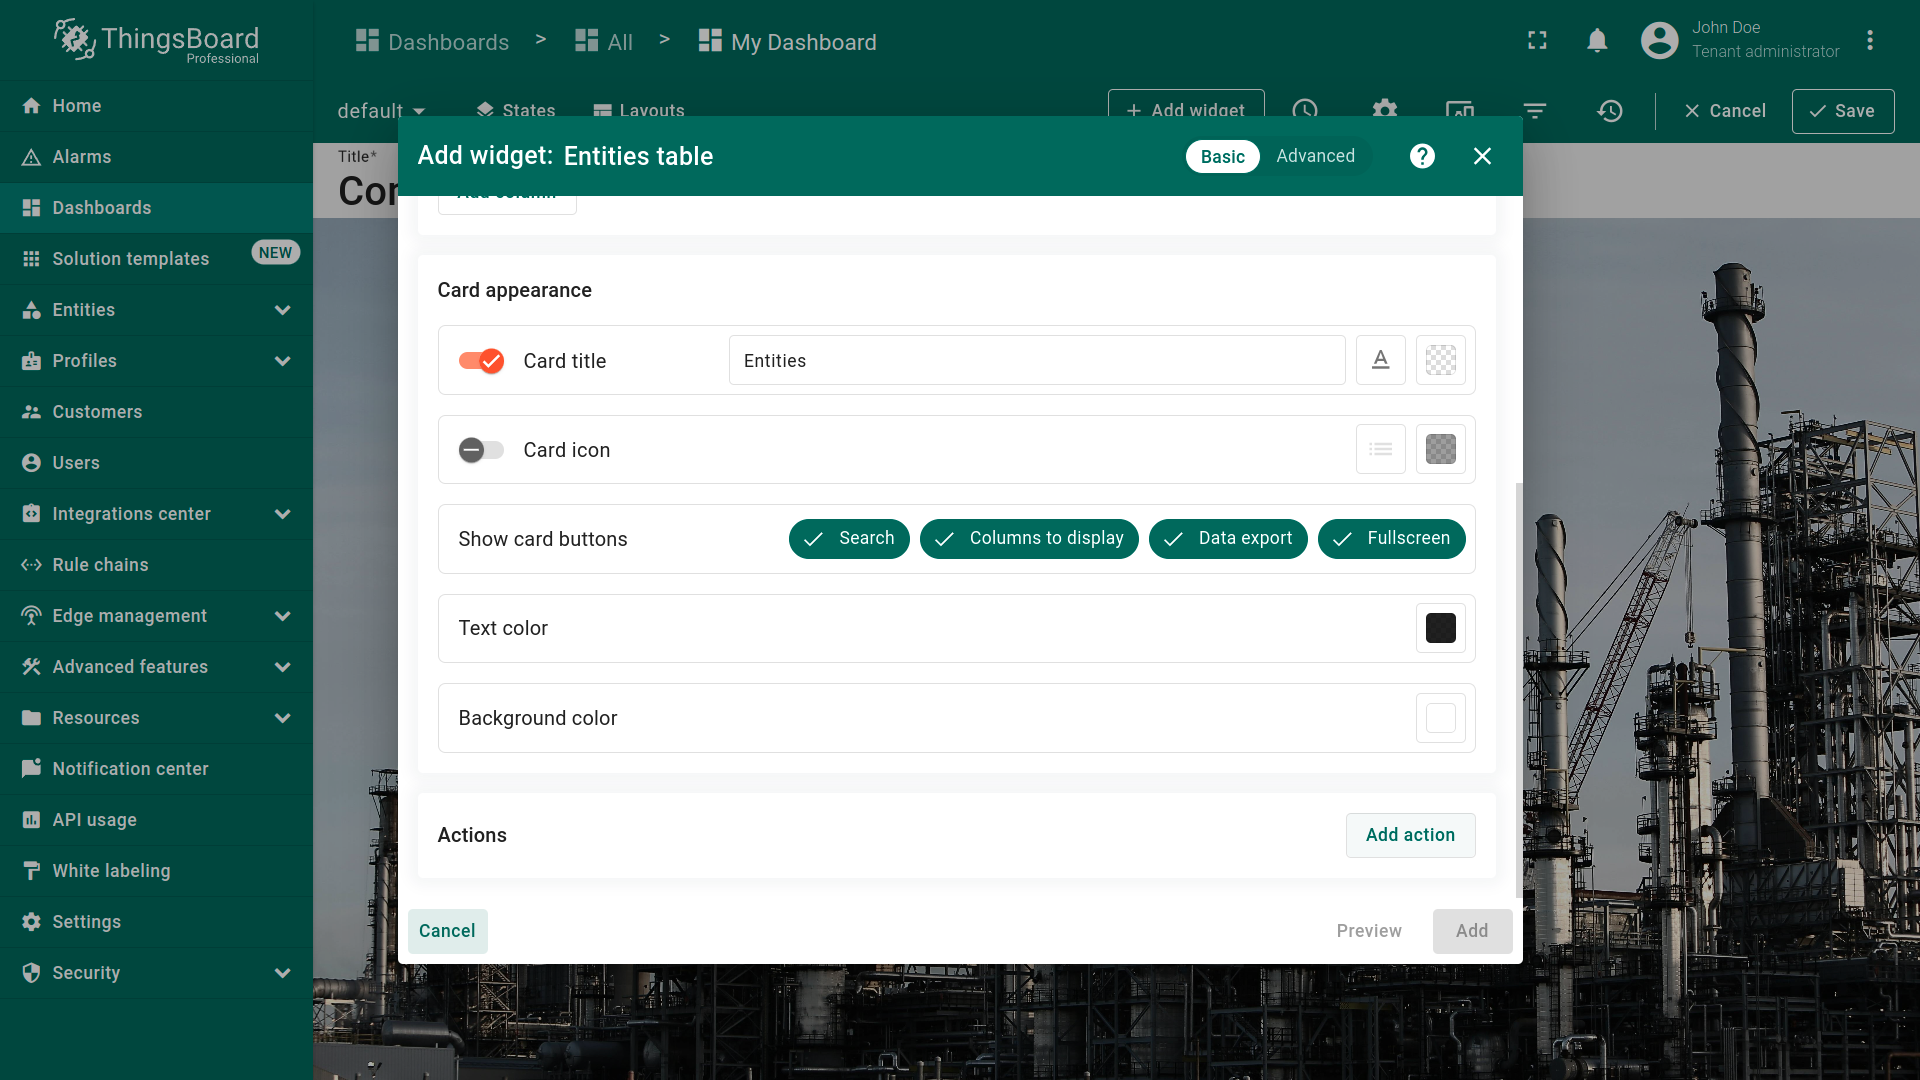 ThingsBoard
Professional
Dashboards > All > My Dashboard
John Doe
Tenant administrator
Home
Alarms
Dashboards
Solution templates NEW
Entities
Profiles
Customers
Users
Integrations center
Rule chains
Edge management
Advanced features
Resources
Notification center
API usage
White labeling
Settings
Security
default States Layouts + Add widget Cancel Save
Title*
Add widget: Entities table Basic Advanced
Card appearance
Card title Entities
Card icon
Show card buttons Search Columns to display Data export Fullscreen
Text color
Background color
Actions Add action
Cancel Preview Add